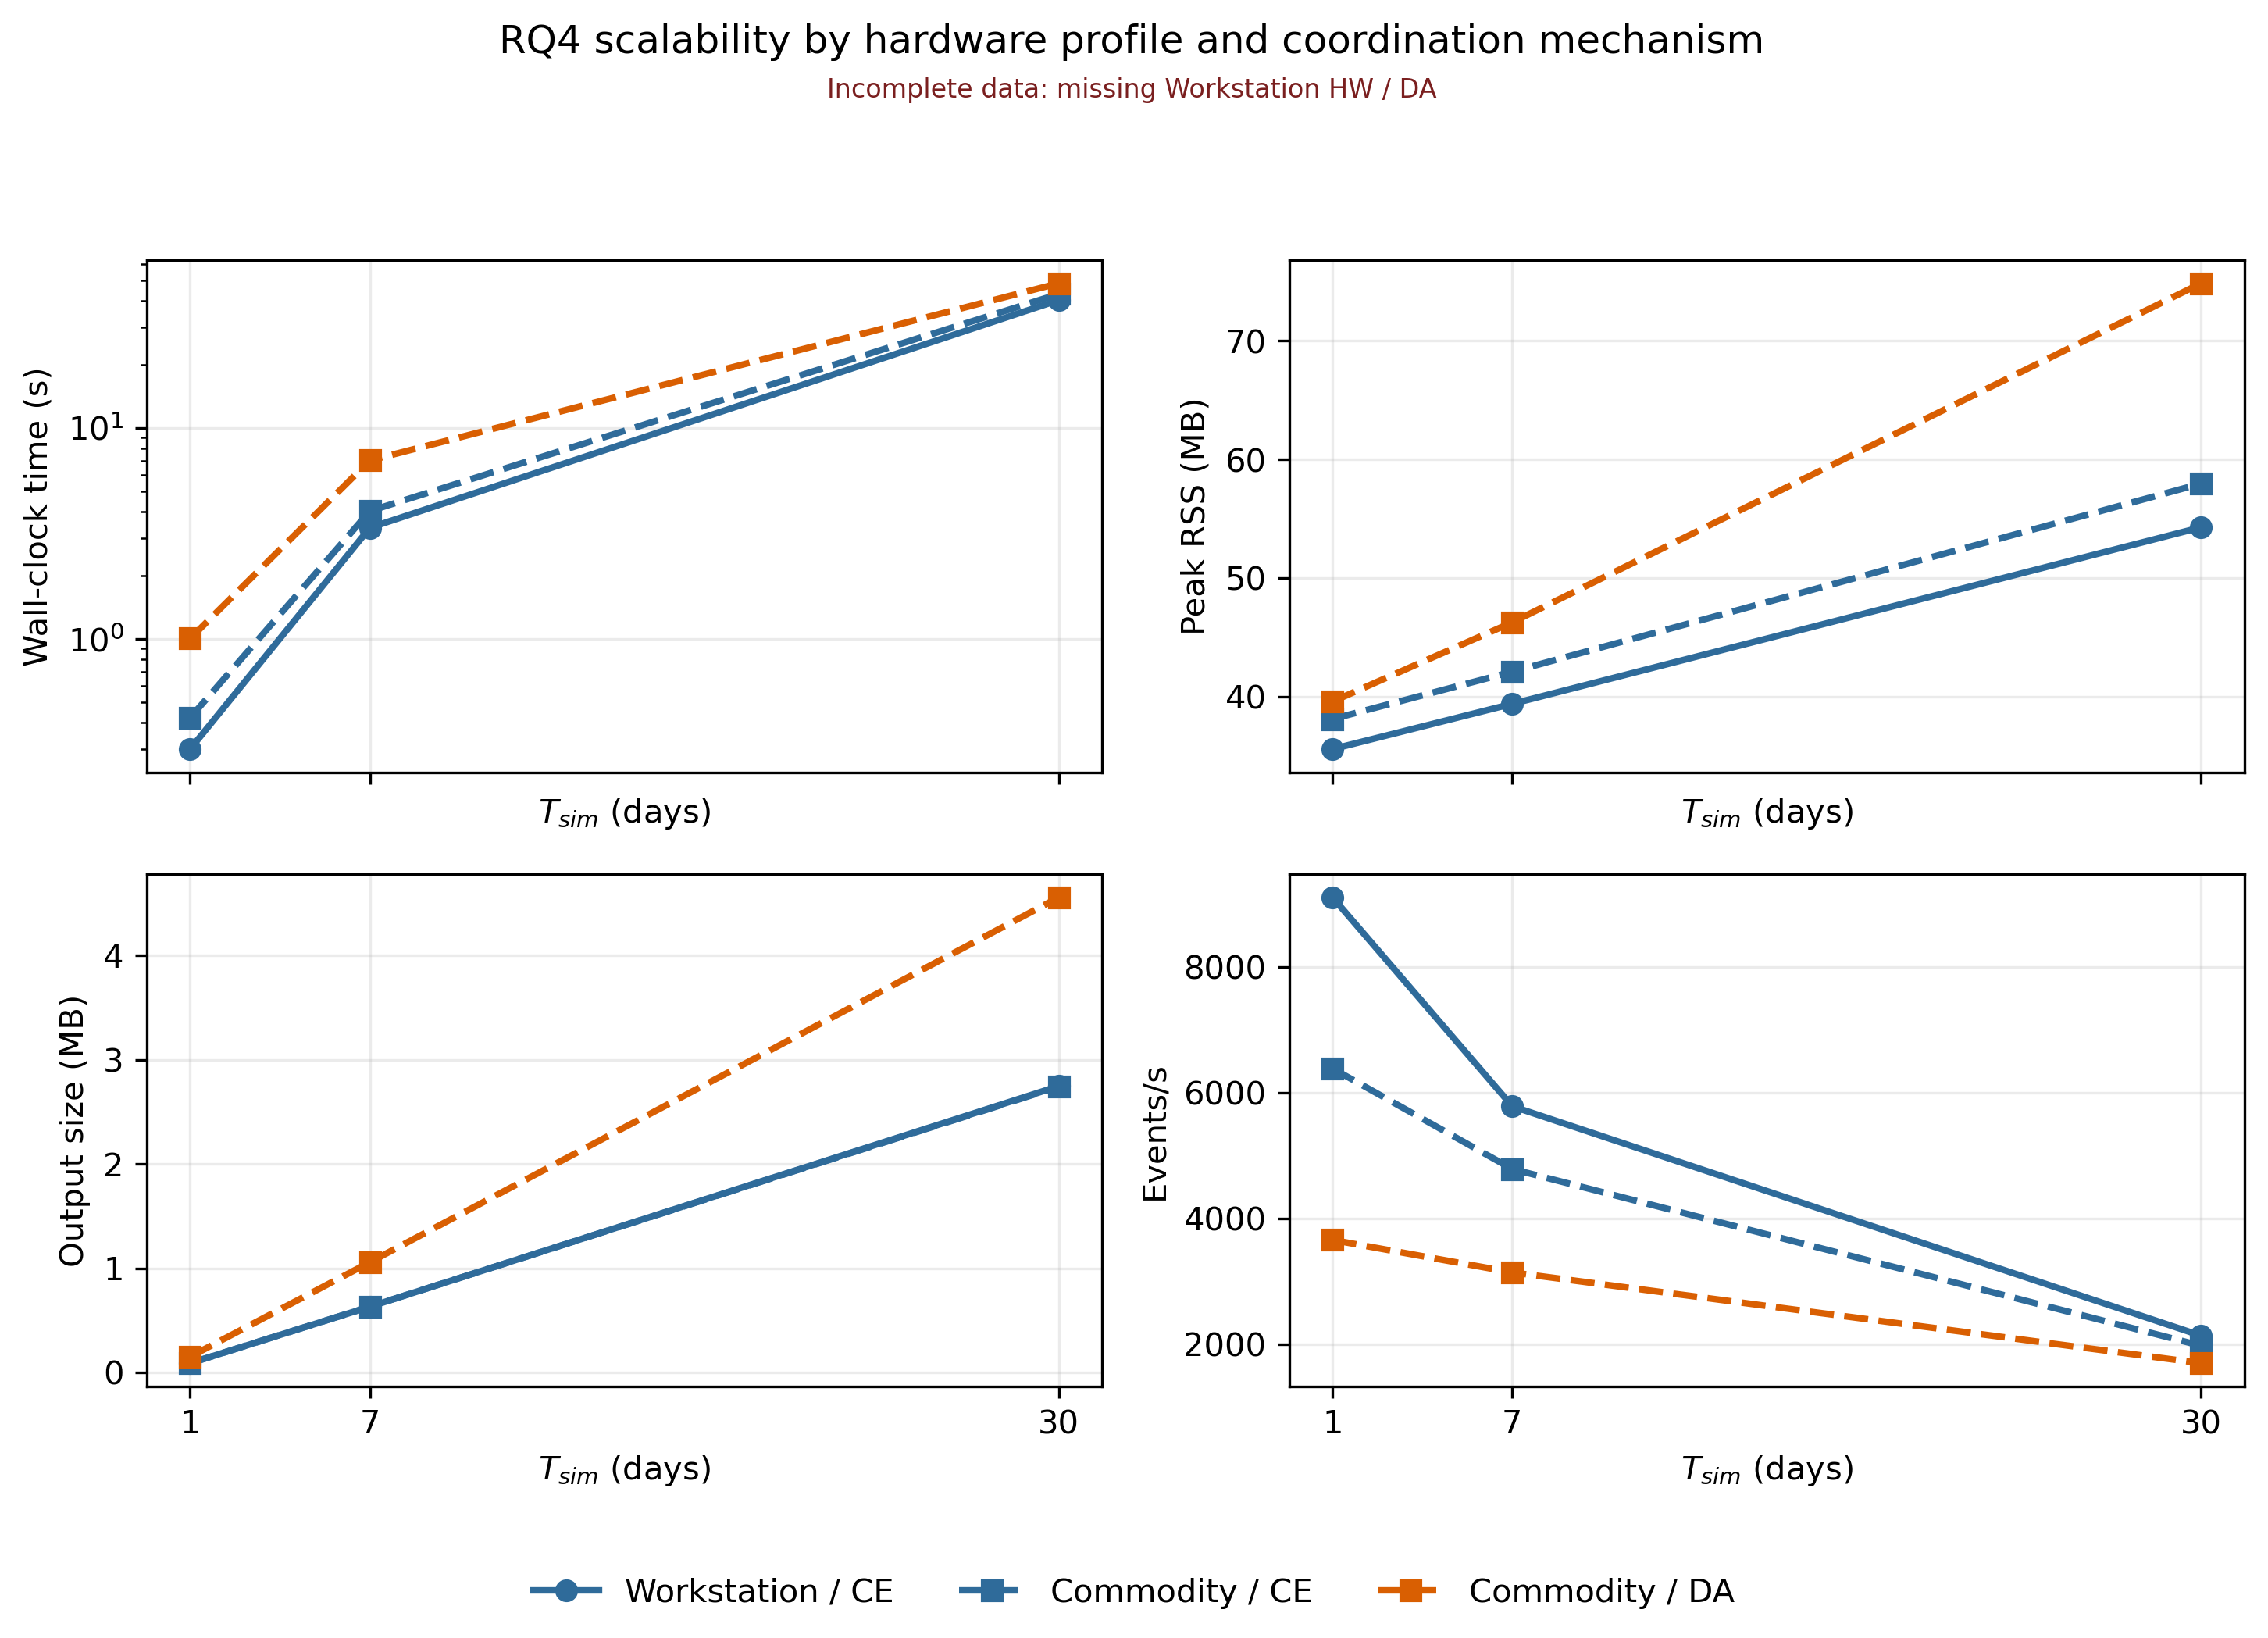 RQ4 scalability by hardware profile and coordination mechanism
Incomplete data: missing Workstation HW / DA
Wall-clock time (s)
10¹
10⁰
T_sim (days)
Peak RSS (MB)
70
60
50
40
T_sim (days)
Output size (MB)
4
3
2
1
0
1 7 30
T_sim (days)
Events/s
8000
6000
4000
2000
1 7 30
T_sim (days)
Workstation / CE
Commodity / CE
Commodity / DA